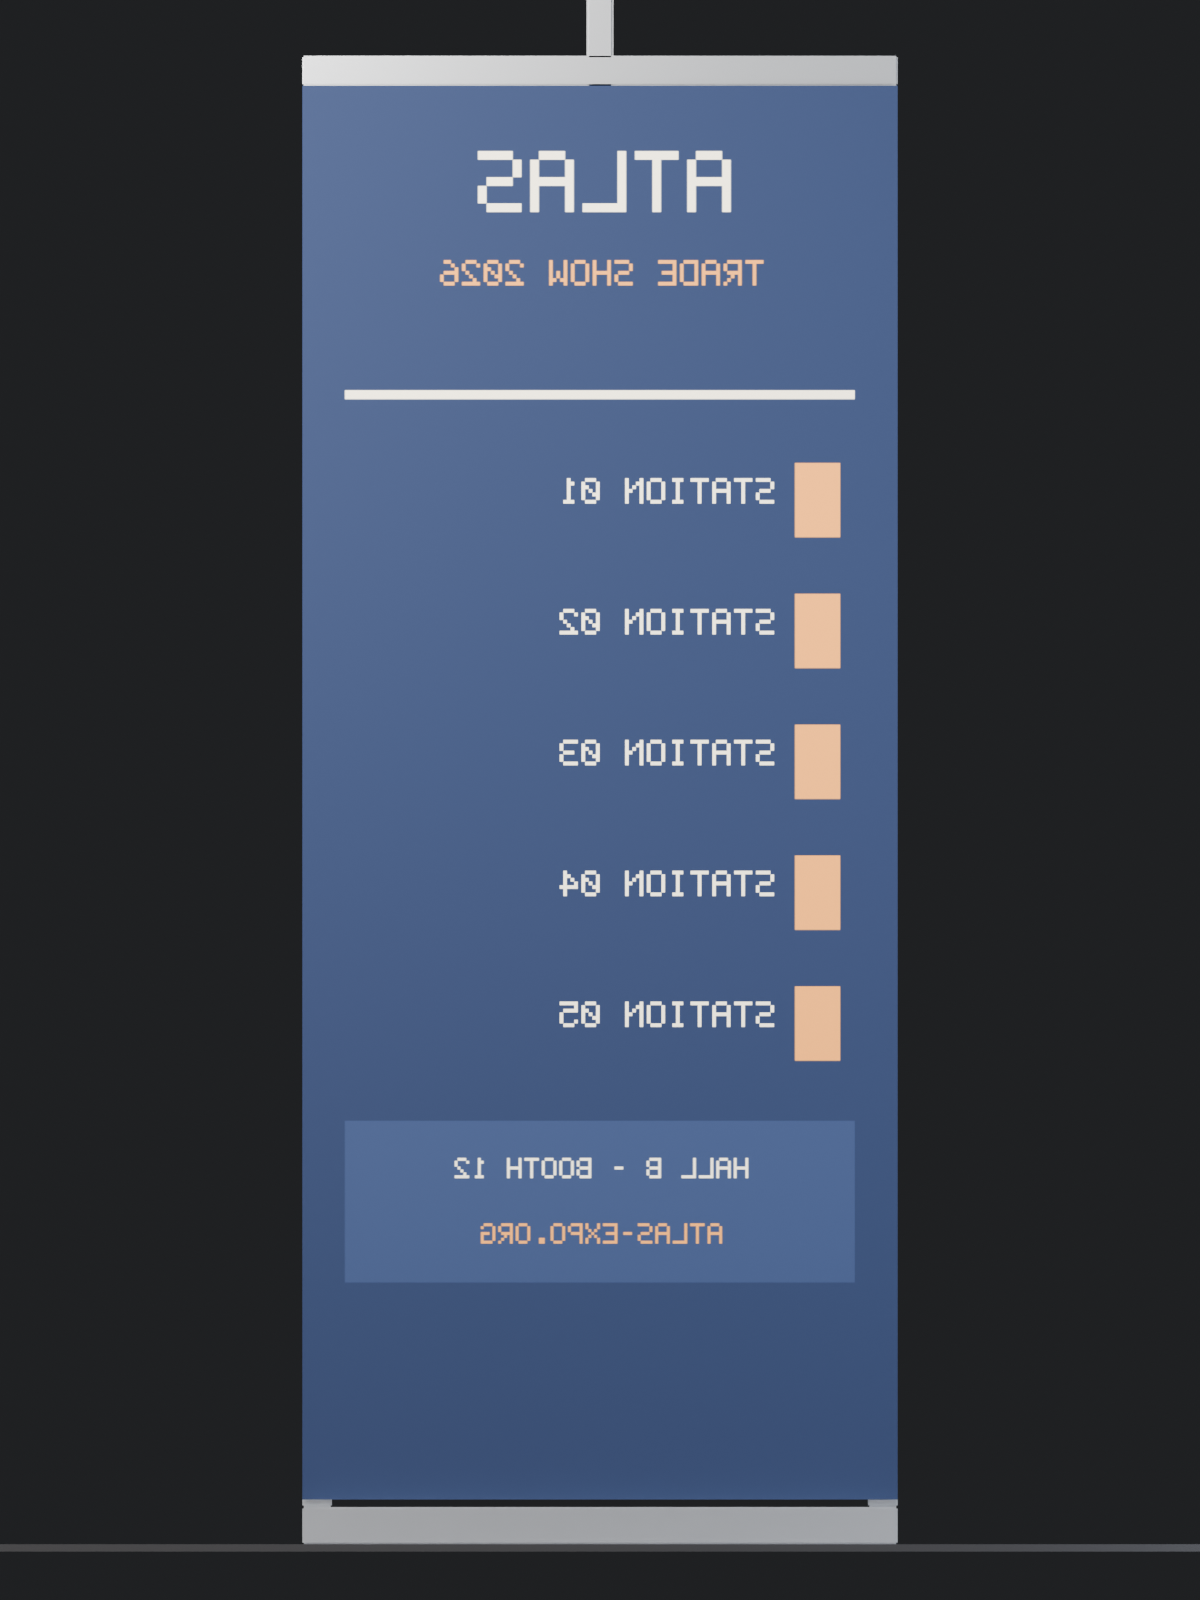 ATLAS
TRADE SHOW 2026
STATION 01
STATION 02
STATION 03
STATION 04
STATION 05
HALL B - BOOTH 12
ATLAS-EXPO.ORG